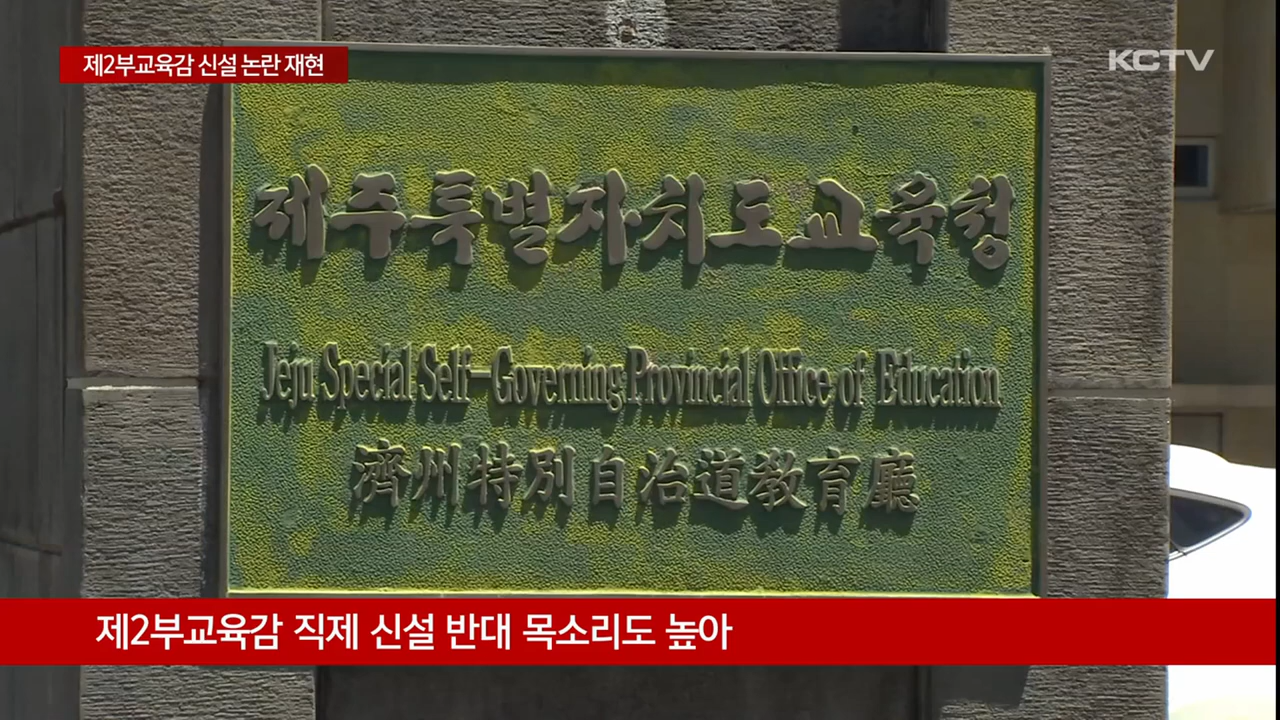 제2부교육감 신설 논란 재현
KCTV
제주특별자치도교육청
Jeju Special Self-Governing Provincial Office of Education
濟州特別自治道教育廳
제2부교육감 직제 신설 반대 목소리도 높아